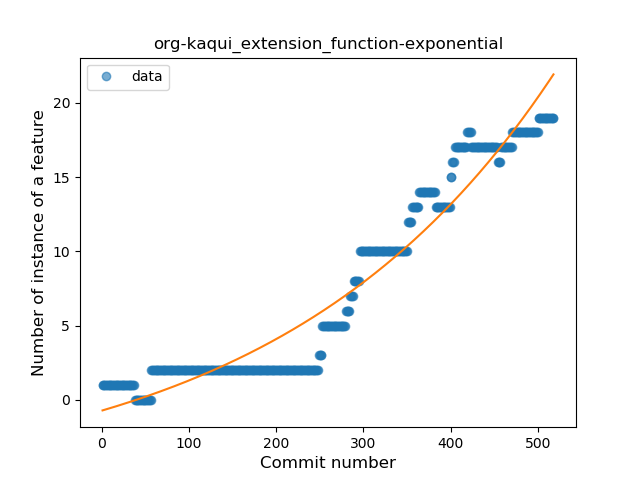 org-kaqui_extension_function-exponential
data
Number of instance of a feature
20
15
10
5
0
0 100 200 300 400 500
Commit number